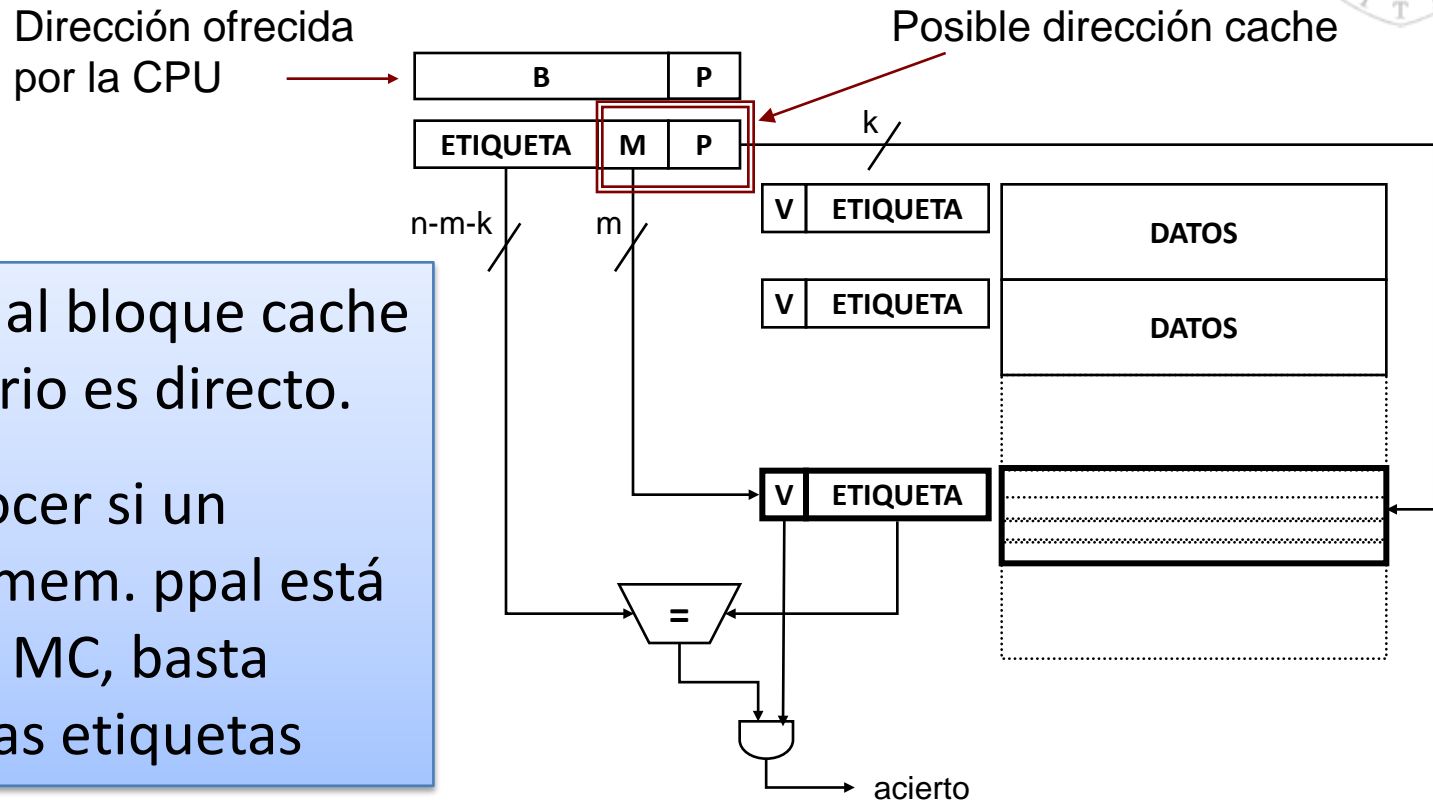 Dirección ofrecida
por la CPU
Posible dirección cache
B P
ETIQUETA M P
k
n-m-k
m
V ETIQUETA
DATOS
V ETIQUETA
DATOS
V ETIQUETA
=
acierto
al bloque cache
rio es directo.
ocer si un
mem. ppal está
MC, basta
as etiquetas